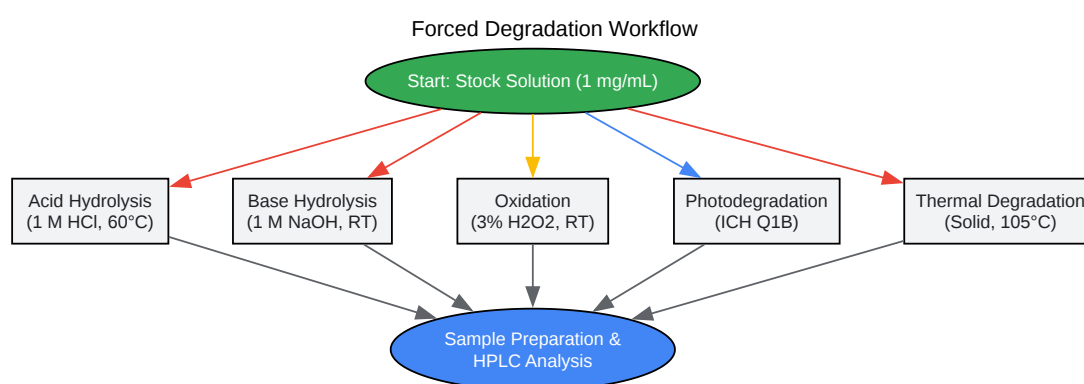 Forced Degradation Workflow
Start: Stock Solution (1 mg/mL)
Acid Hydrolysis
(1 M HCl, 60°C)
Base Hydrolysis
(1 M NaOH, RT)
Oxidation
(3% H2O2, RT)
Photodegradation
(ICH Q1B)
Thermal Degradation
(Solid, 105°C)
Sample Preparation &
HPLC Analysis